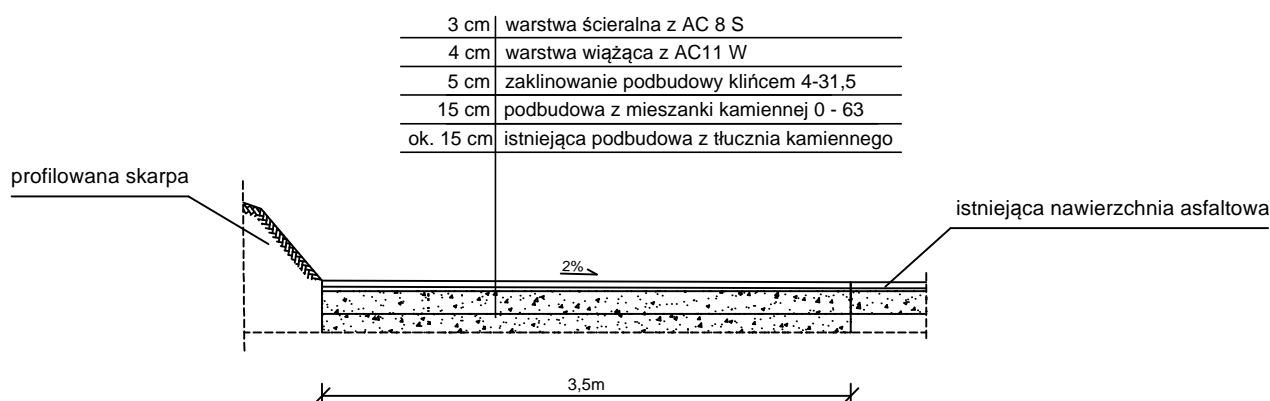 3 cm warstwa ścieralna z AC 8 S
4 cm warstwa wiążąca z AC11 W
5 cm zaklinowanie podbudowy klińcem 4-31,5
15 cm podbudowa z mieszanki kamiennej 0 - 63
ok. 15 cm istniejąca podbudowa z tłucznia kamiennego
profilowana skarpa
istniejąca nawierzchnia asfaltowa
2%
3,5m